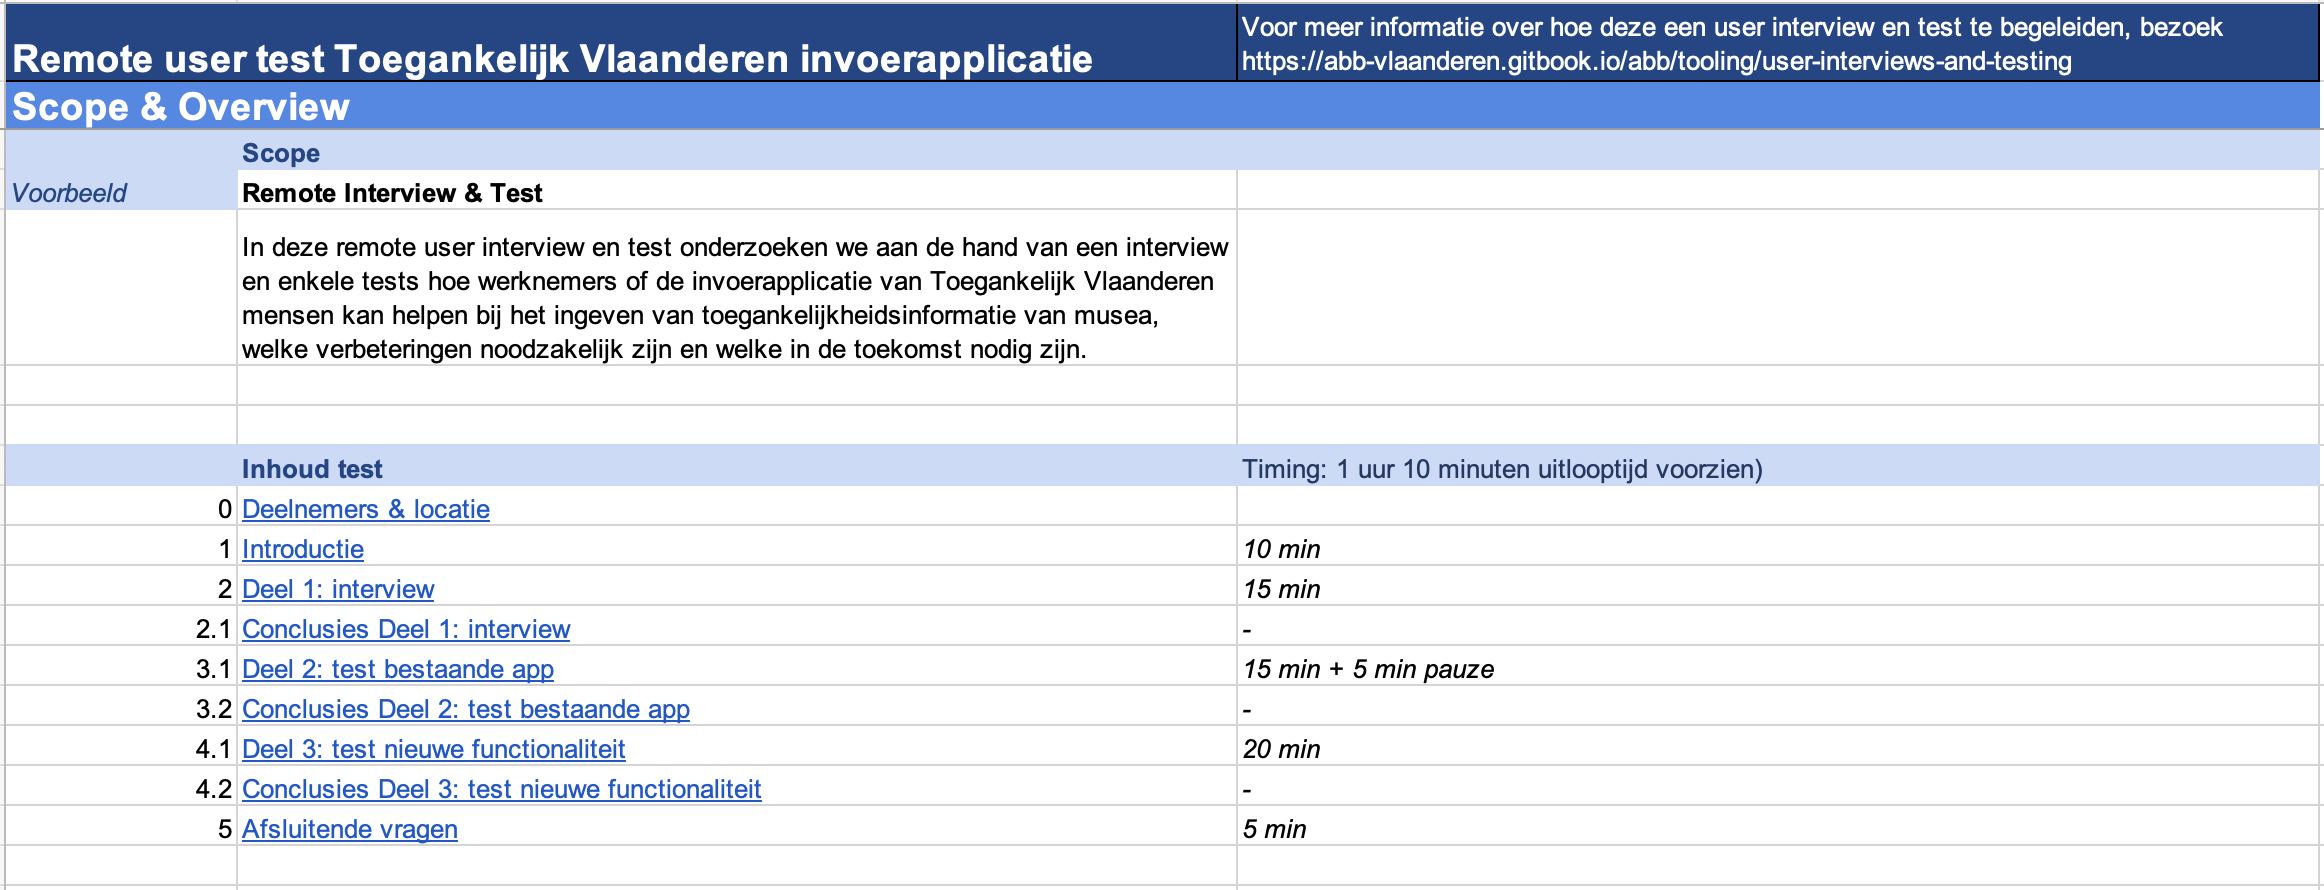 Remote user test Toegankelijk Vlaanderen invoerapplicatie
Voor meer informatie over hoe deze een user interview en test te begeleiden, bezoek
https://abb-vlaanderen.gitbook.io/abb/tooling/user-interviews-and-testing
Scope & Overview
Scope
Voorbeeld
Remote Interview & Test
In deze remote user interview en test onderzoeken we aan de hand van een interview
en enkele tests hoe werknemers of de invoerapplicatie van Toegankelijk Vlaanderen
mensen kan helpen bij het ingeven van toegankelijkheidsinformatie van musea,
welke verbeteringen noodzakelijk zijn en welke in de toekomst nodig zijn.
Inhoud test
Timing: 1 uur 10 minuten uitlooptijd voorzien)
0 Deelnemers & locatie
1 Introductie 10 min
2 Deel 1: interview 15 min
2.1 Conclusies Deel 1: interview -
3.1 Deel 2: test bestaande app 15 min + 5 min pauze
3.2 Conclusies Deel 2: test bestaande app -
4.1 Deel 3: test nieuwe functionaliteit 20 min
4.2 Conclusies Deel 3: test nieuwe functionaliteit -
5 Afsluitende vragen 5 min